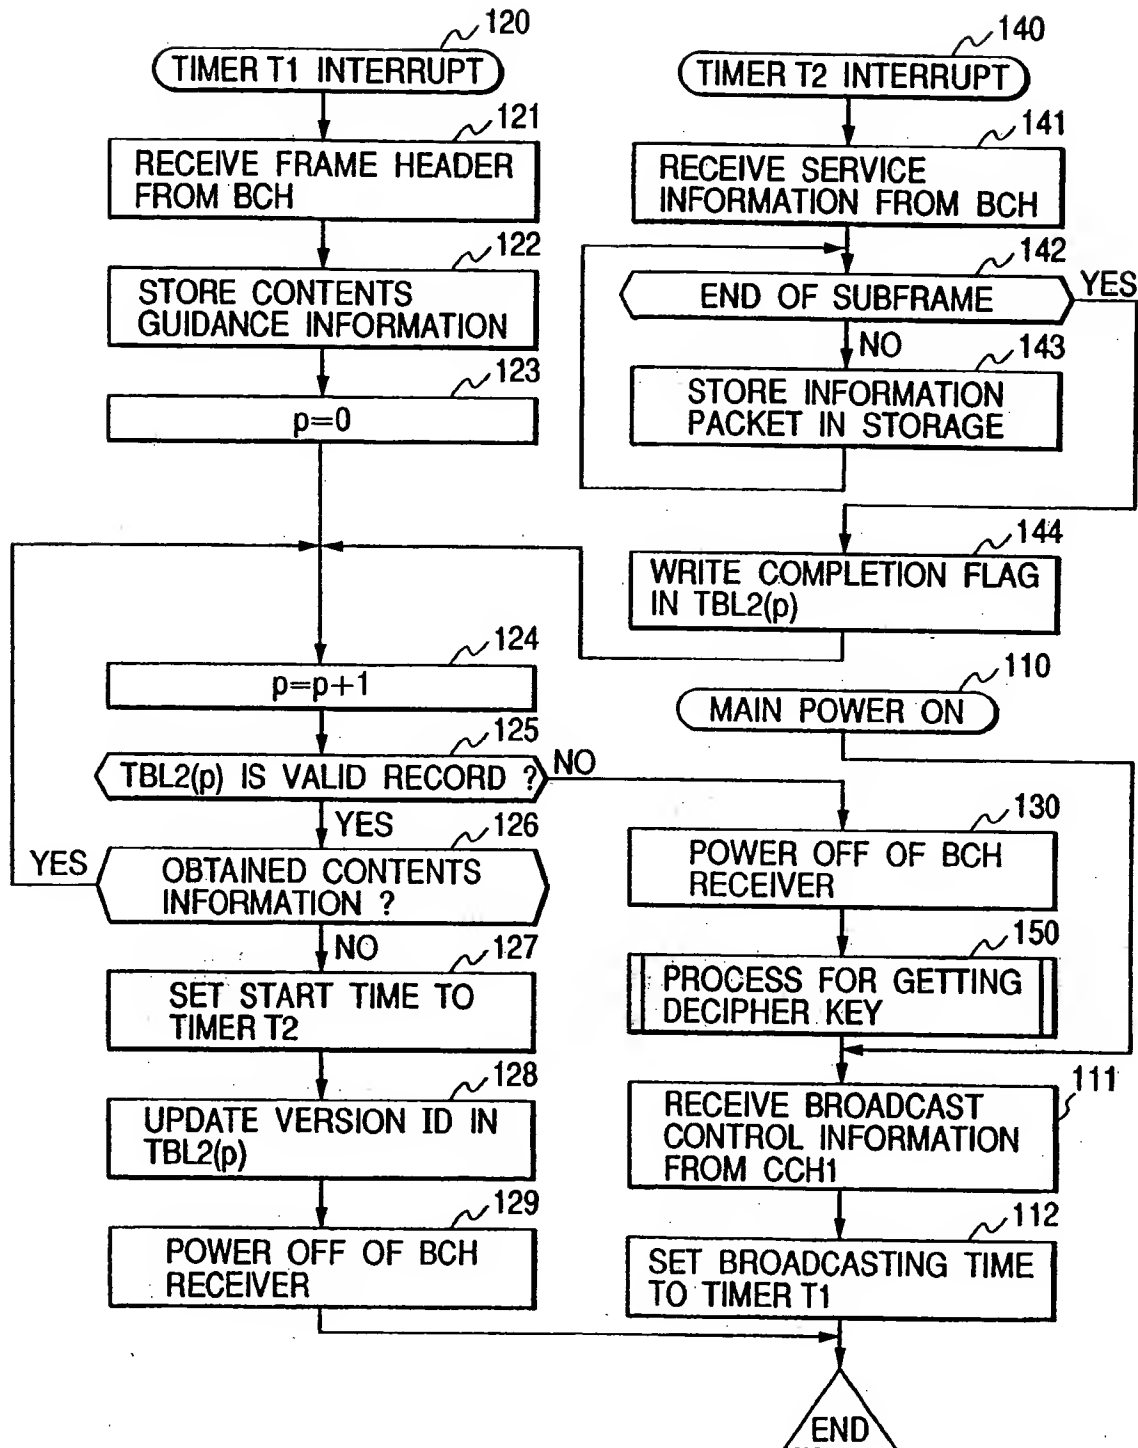 120
TIMER T1 INTERRUPT
121
RECEIVE FRAME HEADER
FROM BCH
122
STORE CONTENTS
GUIDANCE INFORMATION
123
p=0
124
p=p+1
125
TBL2(p) IS VALID RECORD ?
NO
YES
126
YES
OBTAINED CONTENTS
INFORMATION ?
NO
127
SET START TIME TO
TIMER T2
128
UPDATE VERSION ID IN
TBL2(p)
129
POWER OFF OF BCH
RECEIVER
140
TIMER T2 INTERRUPT
141
RECEIVE SERVICE
INFORMATION FROM BCH
142
END OF SUBFRAME
YES
NO
143
STORE INFORMATION
PACKET IN STORAGE
144
WRITE COMPLETION FLAG
IN TBL2(p)
110
MAIN POWER ON
130
POWER OFF OF BCH
RECEIVER
150
PROCESS FOR GETTING
DECIPHER KEY
111
RECEIVE BROADCAST
CONTROL INFORMATION
FROM CCH1
112
SET BROADCASTING TIME
TO TIMER T1
END